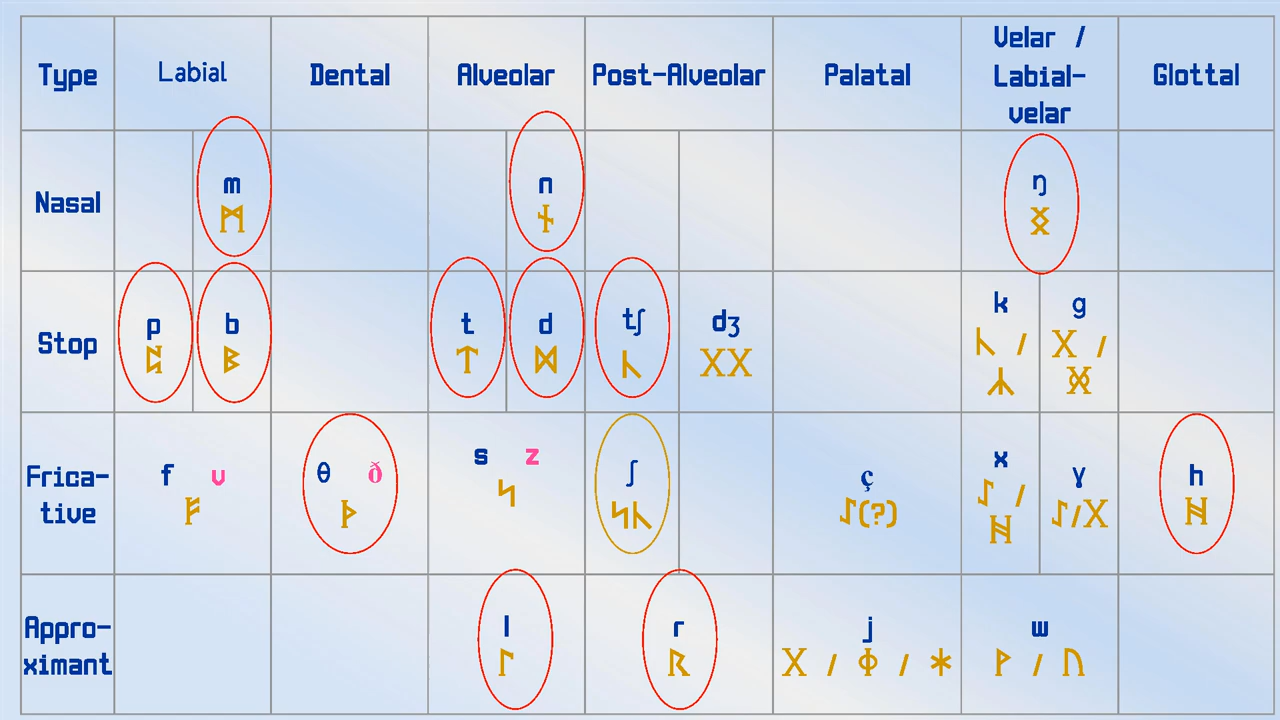 Type Labial Dental Alveolar Post-Alveolar Palatal Velar / Labial-velar Glottal
Nasal
m n ŋ
ᛗ ᚾ ᛝ
Stop
p b t d tʃ dʒ k g
ᛈ ᛒ ᛏ ᛞ ᚳ ᚷᚷ ᚳ / ᛣ ᚷ / ᚸ
Frica-tive
f v θ ð s z ʃ ç x ɣ h
ᚠ ᚦ ᛋ ᛋᚳ ᛇ(?) ᛇ / ᚻ ᛇ/ᚷ ᚻ
Appro-ximant
l r j w
ᛚ ᚱ ᚷ / ᛄ / ᛡ ᚹ / ᚢ